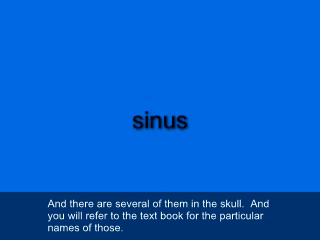 sinus
And there are several of them in the skull.  And
you will refer to the text book for the particular
names of those.